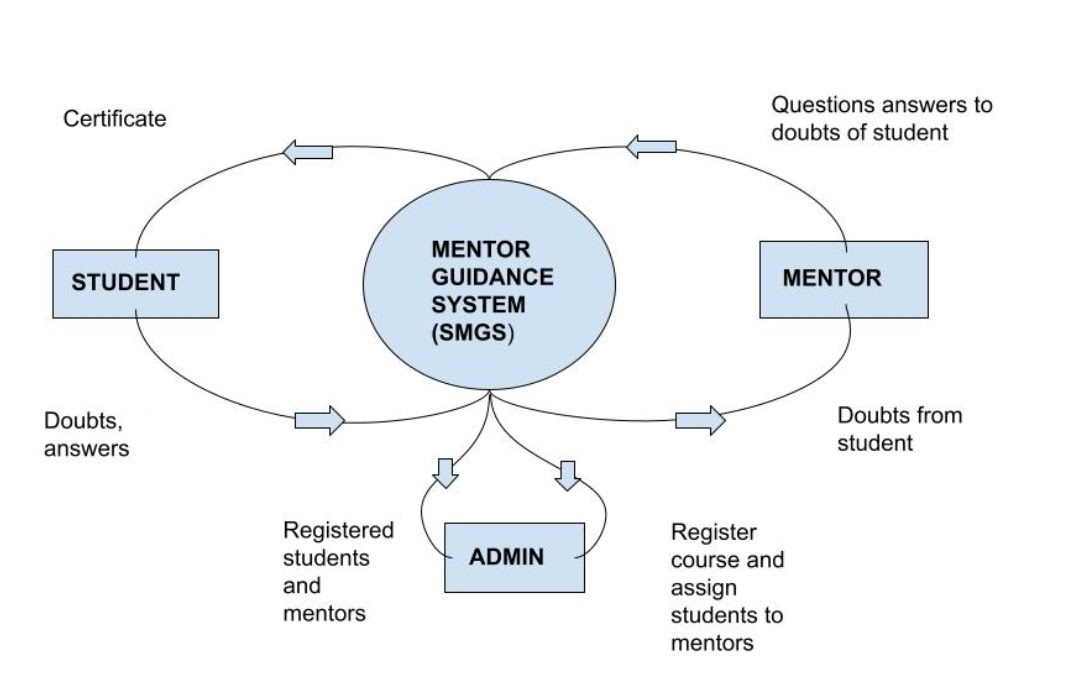 Certificate
Questions answers to
doubts of student
MENTOR
GUIDANCE
SYSTEM
(SMGS)
STUDENT
MENTOR
Doubts,
answers
Doubts from
student
Registered
students
and
mentors
ADMIN
Register
course and
assign
students to
mentors